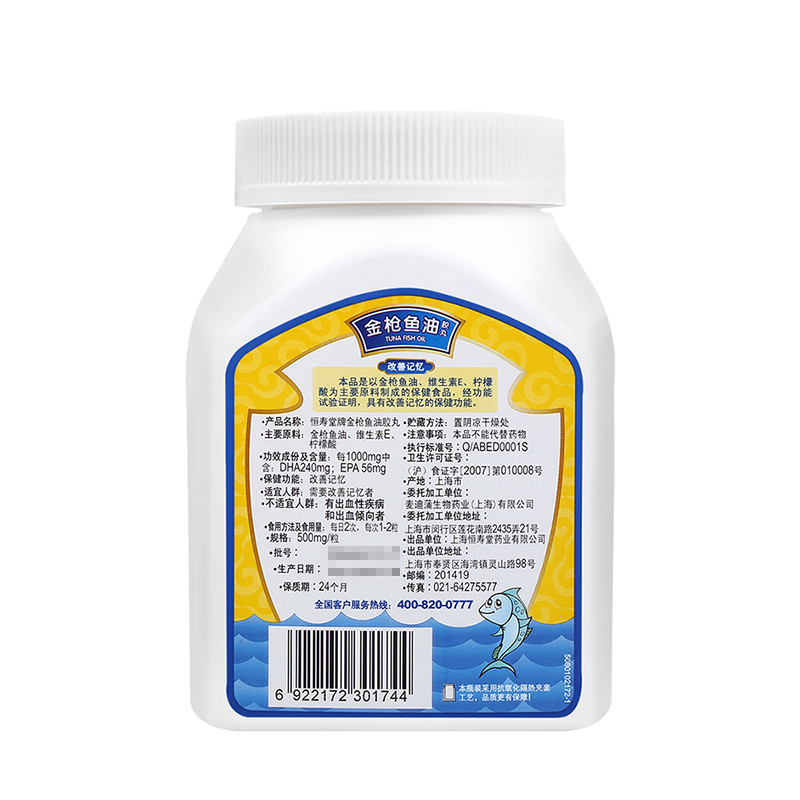 金枪鱼油胶丸
TUNA FISH OIL
改善记忆
本品是以金枪鱼油、维生素E、柠檬
酸为主要原料制成的保健食品，经功能
试验证明，具有改善记忆的保健功能。
•产品名称：恒寿堂牌金枪鱼油胶丸
•主要原料：金枪鱼油、维生素E、
柠檬酸
功效成份及含量：每1000mg中
含：DHA240mg；EPA 56mg
•保健功能：改善记忆
•适宜人群：需要改善记忆者
•不适宜人群：有出血性疾病
和出血倾向者
•食用方法及食用量：每日2次，每次1-2粒
•规格：500mg/粒
•批号：
•生产日期：
•保质期：24个月
•贮藏方法：置阴凉干燥处
•注意事项：本品不能代替药物
•执行标准号：Q/ABED0001S
•卫生许可证号：
（沪）食证字[2007]第010008号
•产地：上海市
•委托加工单位：
麦迪蒲生物药业(上海)有限公司
•委托加工单位地址：
上海市闵行区莲花南路2435弄21号
•出品单位：上海恒寿堂药业有限公司
•出品单位地址：
上海市奉贤区海湾镇灵山路98号
•邮编：201419
•传真：021-64275577
全国客户服务热线：400-820-0777
6 922172 301744
本瓶装采用抗氧化隔热夹套
工艺，品质更有保障！
5080102172-1